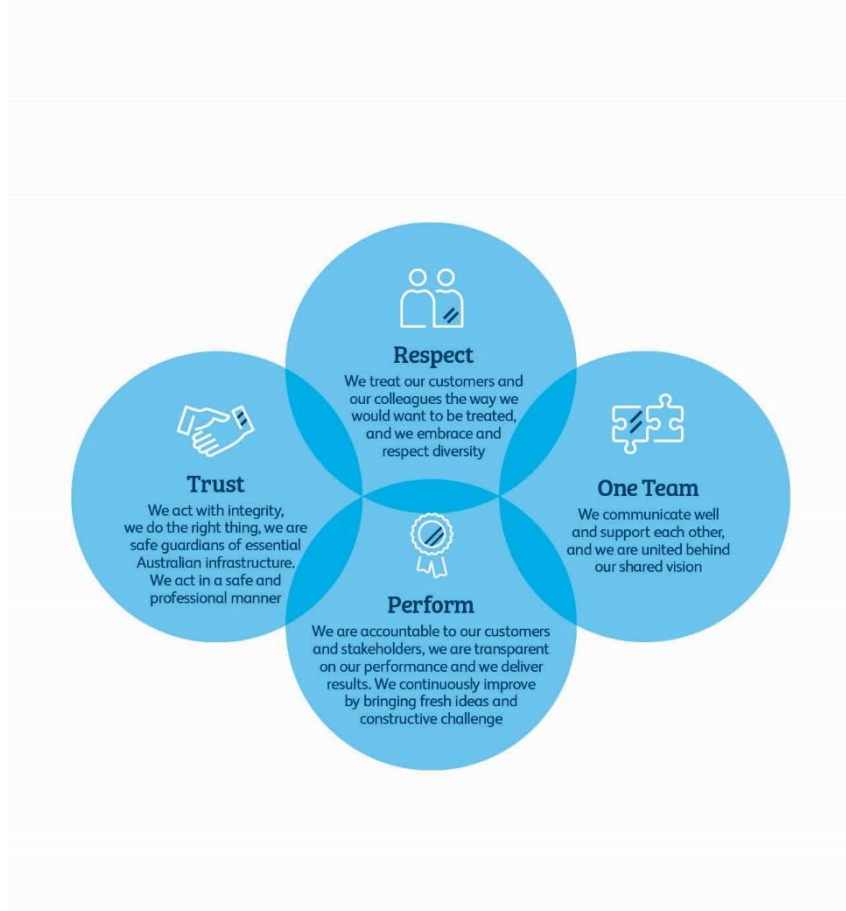 Respect
We treat our customers and
our colleagues the way we
would want to be treated,
and we embrace and
respect diversity
Trust
We act with integrity,
we do the right thing, we are
safe guardians of essential
Australian infrastructure.
We act in a safe and
professional manner
One Team
We communicate well
and support each other,
and we are united behind
our shared vision
Perform
We are accountable to our customers
and stakeholders, we are transparent
on our performance and we deliver
results. We continuously improve
by bringing fresh ideas and
constructive challenge